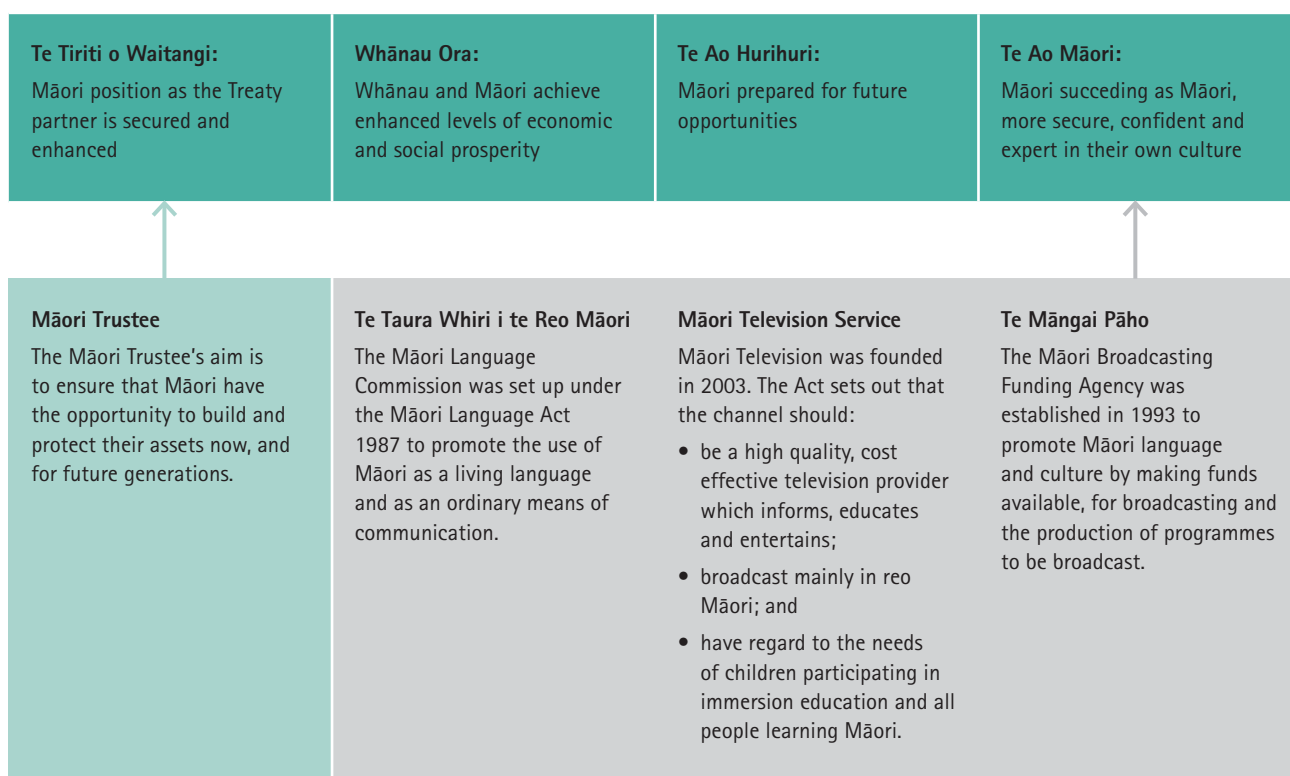 Te Tiriti o Waitangi:
Māori position as the Treaty
partner is secured and
enhanced
Whānau Ora:
Whānau and Māori achieve
enhanced levels of economic
and social prosperity
Te Ao Hurihuri:
Māori prepared for future
opportunities
Te Ao Māori:
Māori succeding as Māori,
more secure, confident and
expert in their own culture
Māori Trustee
The Māori Trustee's aim is
to ensure that Māori have
the opportunity to build and
protect their assets now, and
for future generations.
Te Taura Whiri i te Reo Māori
The Māori Language
Commission was set up under
the Māori Language Act
1987 to promote the use of
Māori as a living language
and as an ordinary means of
communication.
Māori Television Service
Māori Television was founded
in 2003. The Act sets out that
the channel should:
• be a high quality, cost
effective television provider
which informs, educates
and entertains;
• broadcast mainly in reo
Māori; and
• have regard to the needs
of children participating in
immersion education and all
people learning Māori.
Te Māngai Pāho
The Māori Broadcasting
Funding Agency was
established in 1993 to
promote Māori language
and culture by making funds
available, for broadcasting and
the production of programmes
to be broadcast.